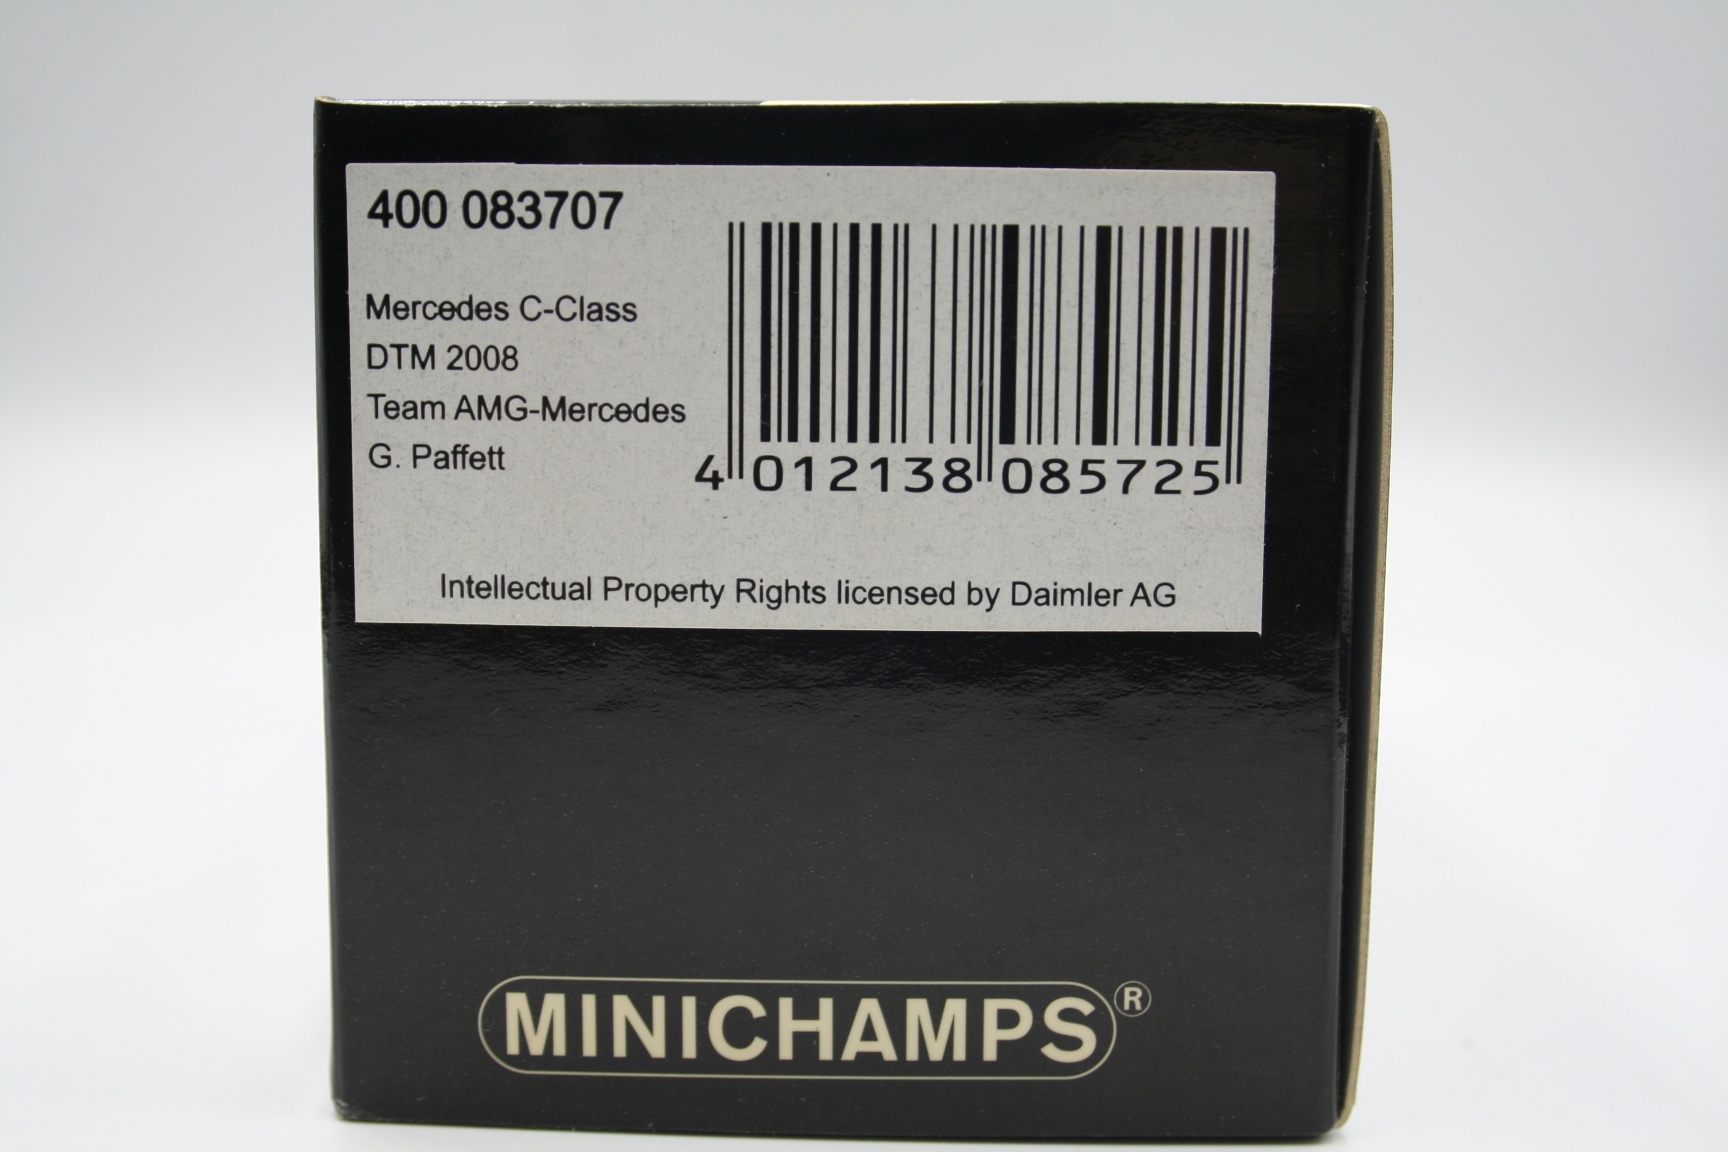 400 083707
Mercedes C-Class
DTM 2008
Team AMG-Mercedes
G. Paffett
4 012138 085725
Intellectual Property Rights licensed by Daimler AG
MINICHAMPS®